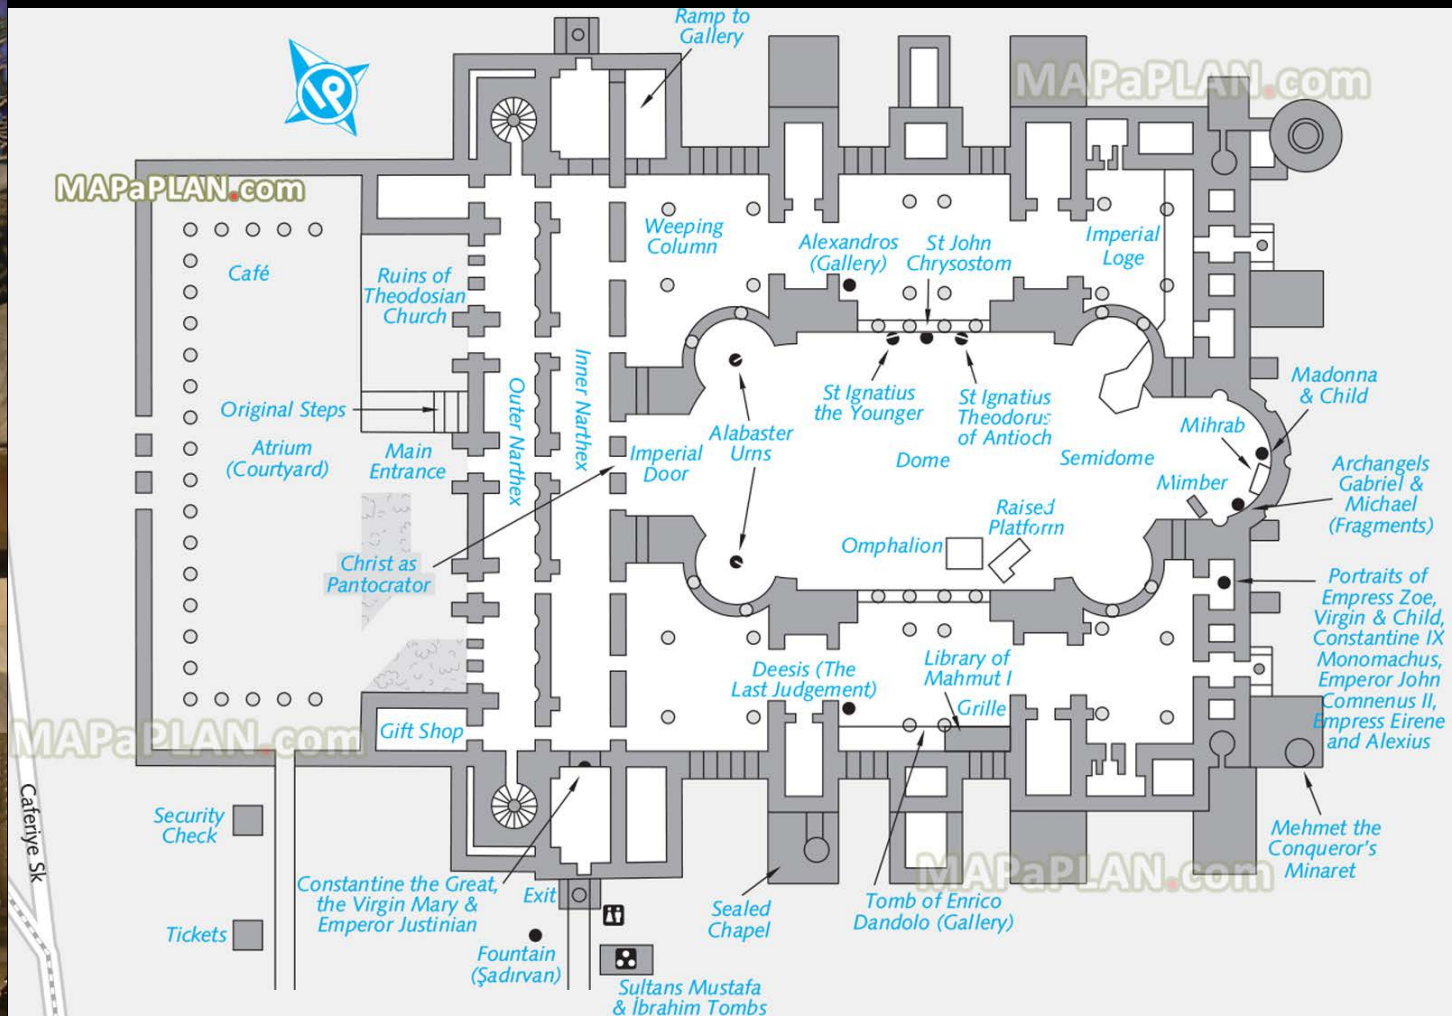 Ramp to
Gallery
MAPaPLAN.com
MAPaPLAN.com
Weeping
Column
Alexandros
(Gallery)
St John
Chrysostom
Imperial
Loge
Café
Ruins of
Theodosian
Church
Inner Narthex
Outer Narthex
St Ignatius
the Younger
St Ignatius
Theodorus
of Antioch
Madonna
& Child
Original Steps
Atrium
(Courtyard)
Main
Entrance
Imperial
Door
Alabaster
Urns
Dome
Semidome
Mihrab
Mimber
Archangels
Gabriel &
Michael
(Fragments)
Raised
Platform
Omphalion
Christ as
Pantocrator
Portraits of
Empress Zoe,
Virgin & Child,
Constantine IX
Monomachus,
Emperor John
Comnenus II,
Empress Eirene
and Alexius
Deesis (The
Last Judgement)
Library of
Mahmut I
Grille
Gift Shop
MAPaPLAN.com
Caferiye Sk
Security
Check
Mehmet the
Conqueror's
Minaret
MAPaPLAN.com
Constantine the Great,
the Virgin Mary &
Emperor Justinian
Exit
Sealed
Chapel
Tomb of Enrico
Dandolo (Gallery)
Tickets
Fountain
(Şadırvan)
Sultans Mustafa
& İbrahim Tombs